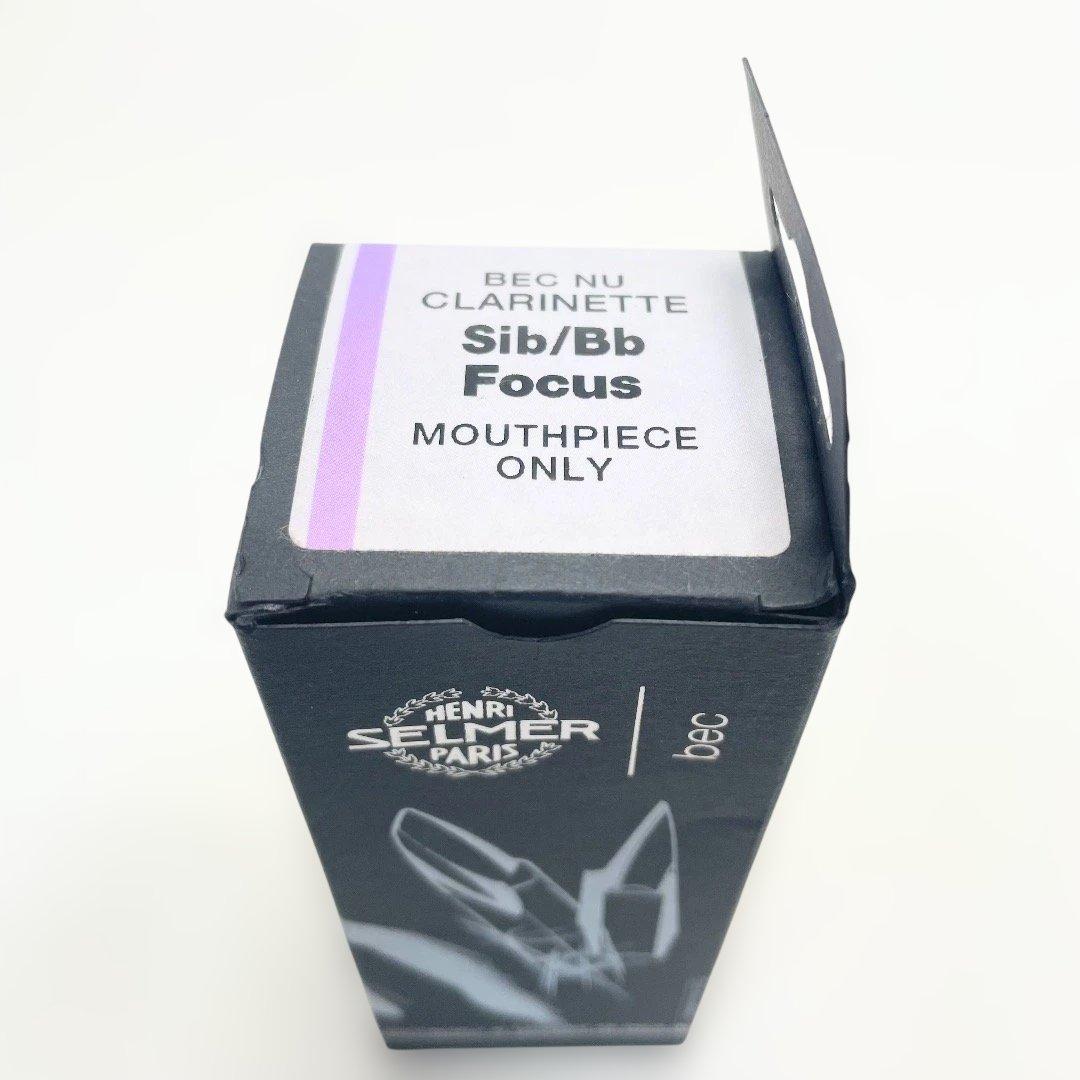 BEC NU
CLARINETTE
Sib/Bb
Focus
MOUTHPIECE
ONLY
HENRI
SELMER
PARIS
bec